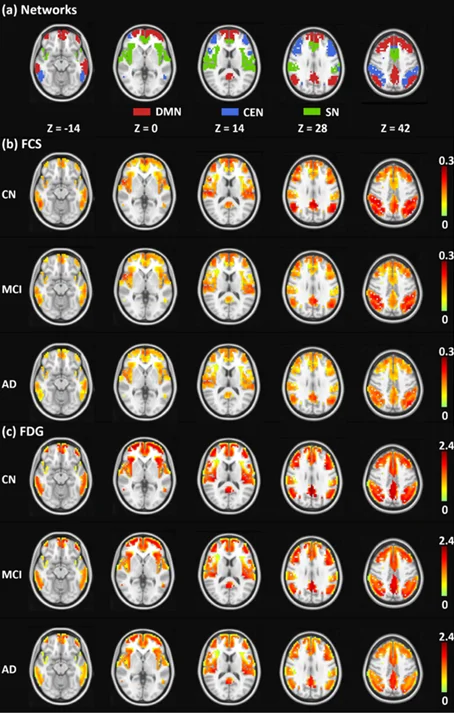 (a) Networks
DMN CEN SN
Z = -14 Z = 0 Z = 14 Z = 28 Z = 42
(b) FCS
0.3
CN
0
0.3
MCI
0
0.3
AD
0
(c) FDG
2.4
CN
0
2.4
MCI
0
2.4
AD
0